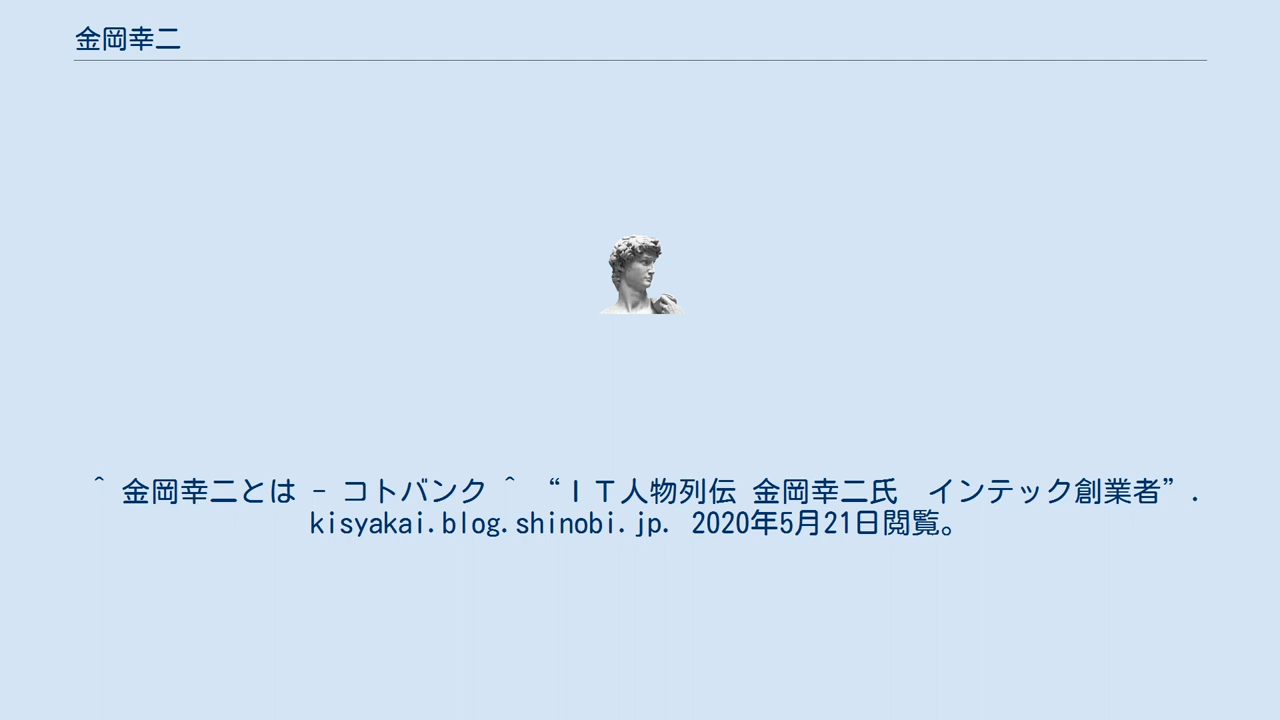 金岡幸二
^ 金岡幸二とは - コトバンク ^ “ＩＴ人物列伝 金岡幸二氏　インテック創業者”.
kisyakai.blog.shinobi.jp. 2020年5月21日閲覧。